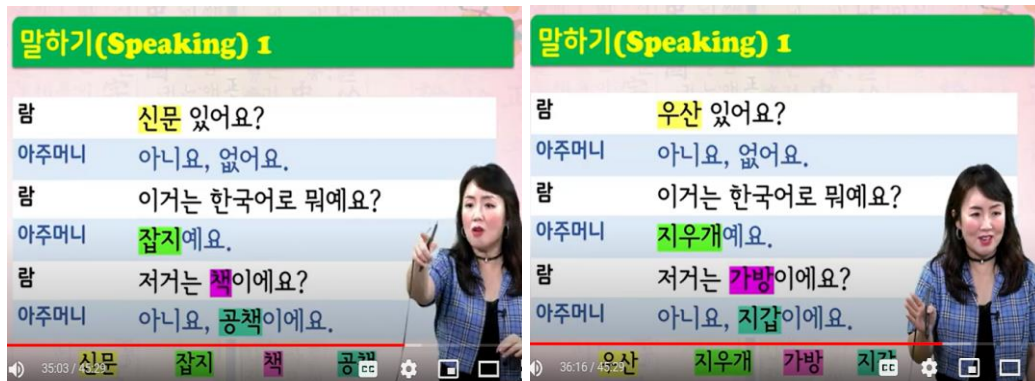 말하기(Speaking) 1
람 신문 있어요?
아주머니 아니요, 없어요.
람 이거는 한국어로 뭐예요?
아주머니 잡지예요.
람 저거는 책이에요?
아주머니 아니요, 공책이에요.
신문 잡지 책 공책
35:03 / 45:29
말하기(Speaking) 1
람 우산 있어요?
아주머니 아니요, 없어요.
람 이거는 한국어로 뭐예요?
아주머니 지우개예요.
람 저거는 가방이에요?
아주머니 아니요, 지갑이에요.
우산 지우개 가방 지갑
36:16 / 45:29